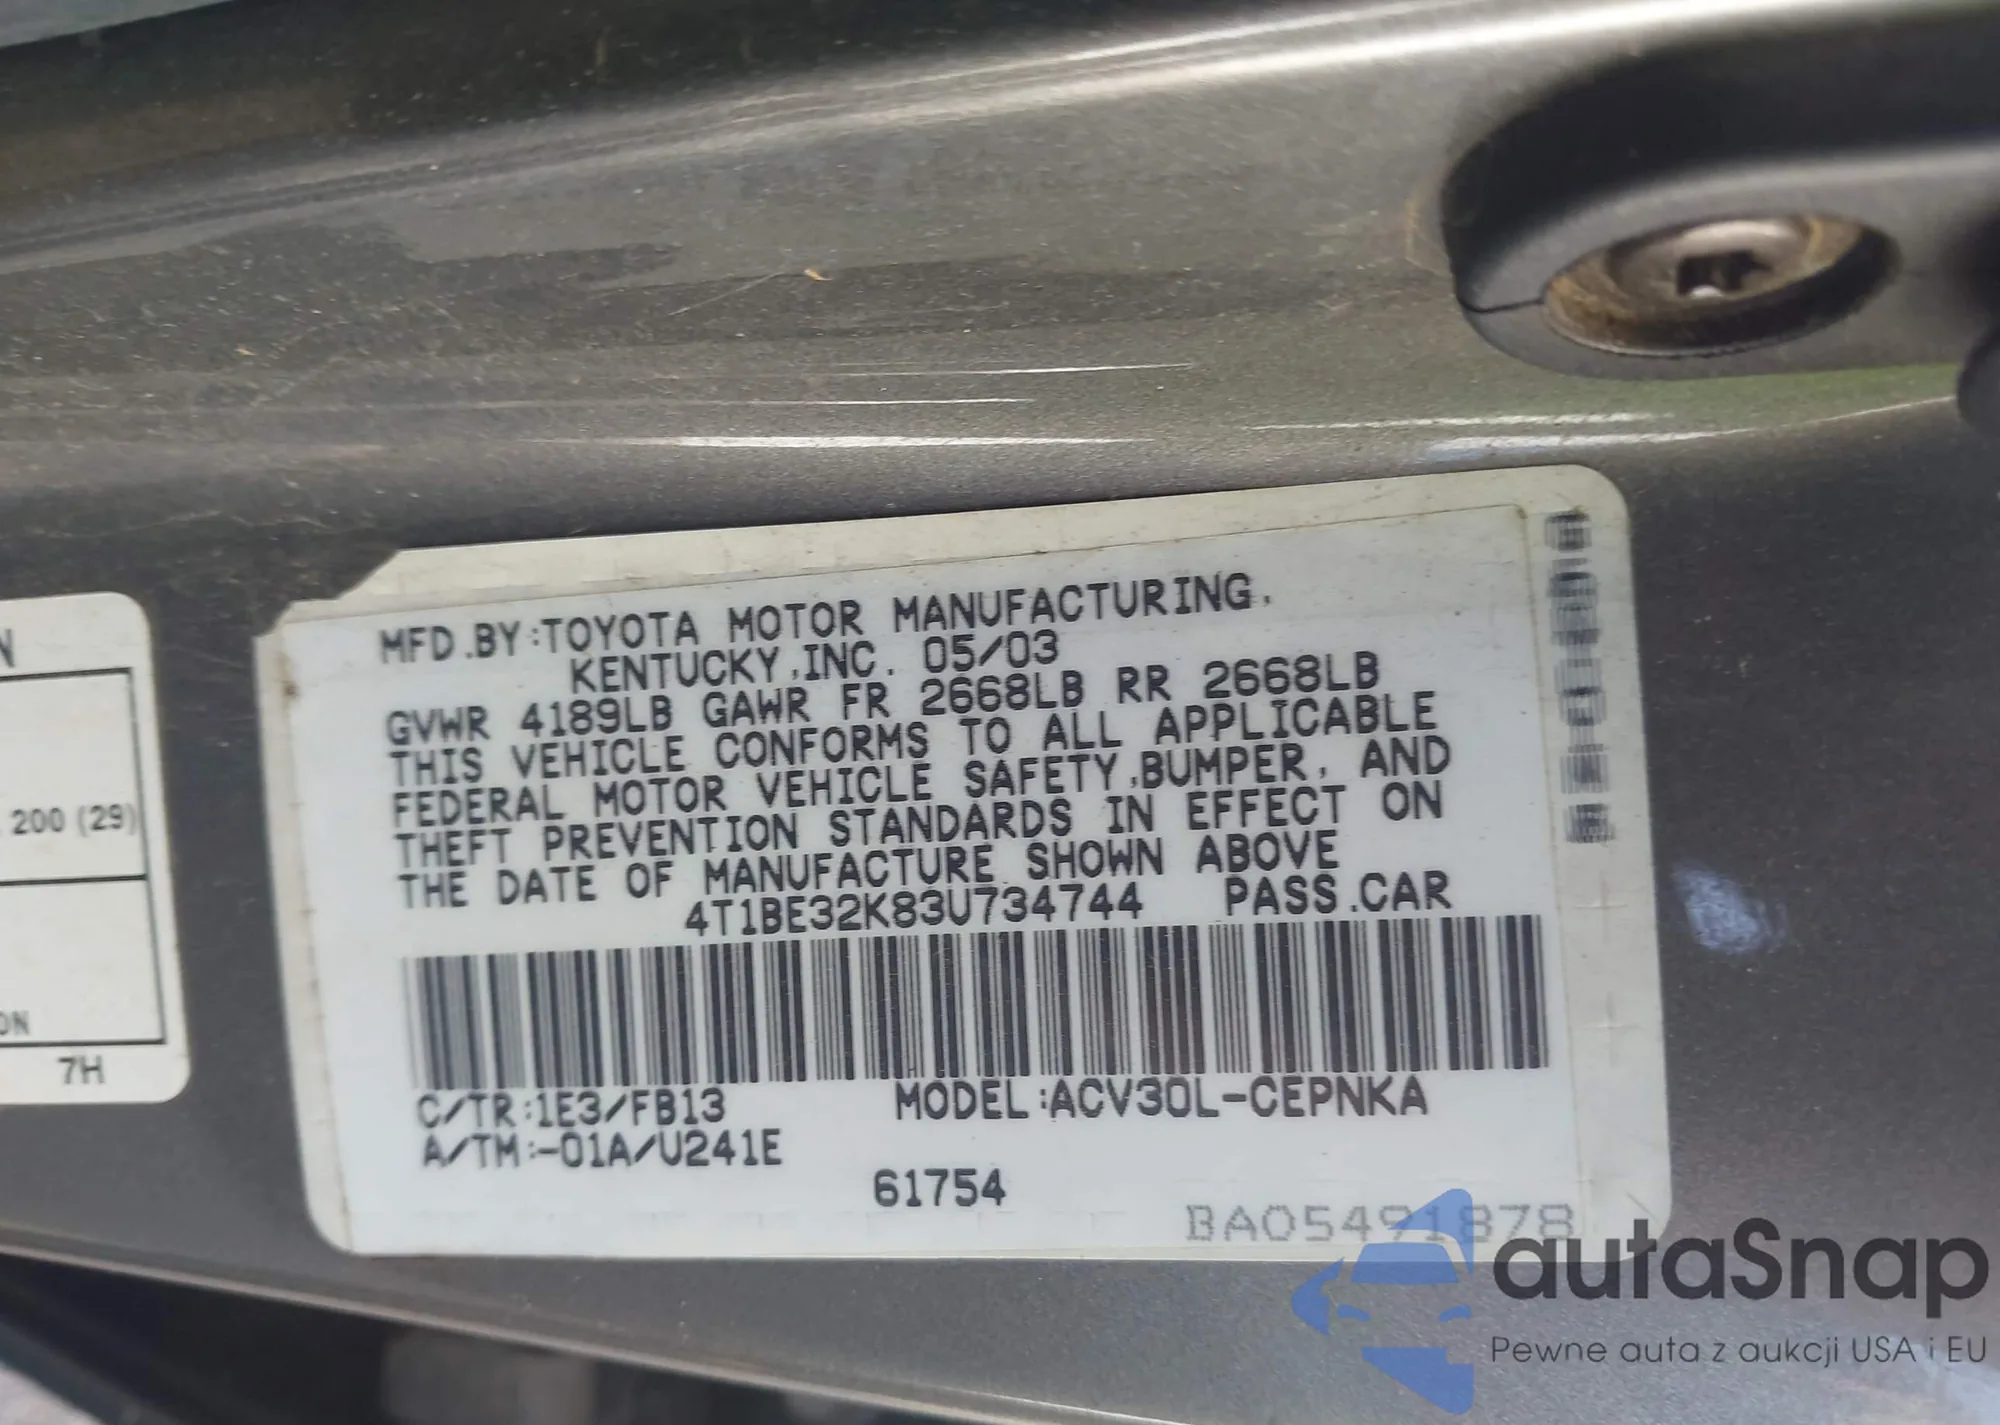 MFD.BY:TOYOTA MOTOR MANUFACTURING,
KENTUCKY,INC. 05/03
GVWR 4189LB GAWR FR 2668LB RR 2668LB
THIS VEHICLE CONFORMS TO ALL APPLICABLE
FEDERAL MOTOR VEHICLE SAFETY,BUMPER, AND
THEFT PREVENTION STANDARDS IN EFFECT ON
THE DATE OF MANUFACTURE SHOWN ABOVE
4T1BE32K83U734744 PASS.CAR
C/TR:1E3/FB13 MODEL:ACV30L-CEPNKA
A/TM:-01A/U241E
61754
BA05491878
N
200 (29)
ON
7H
autaSnap
Pewne auta z aukcji USA i EU